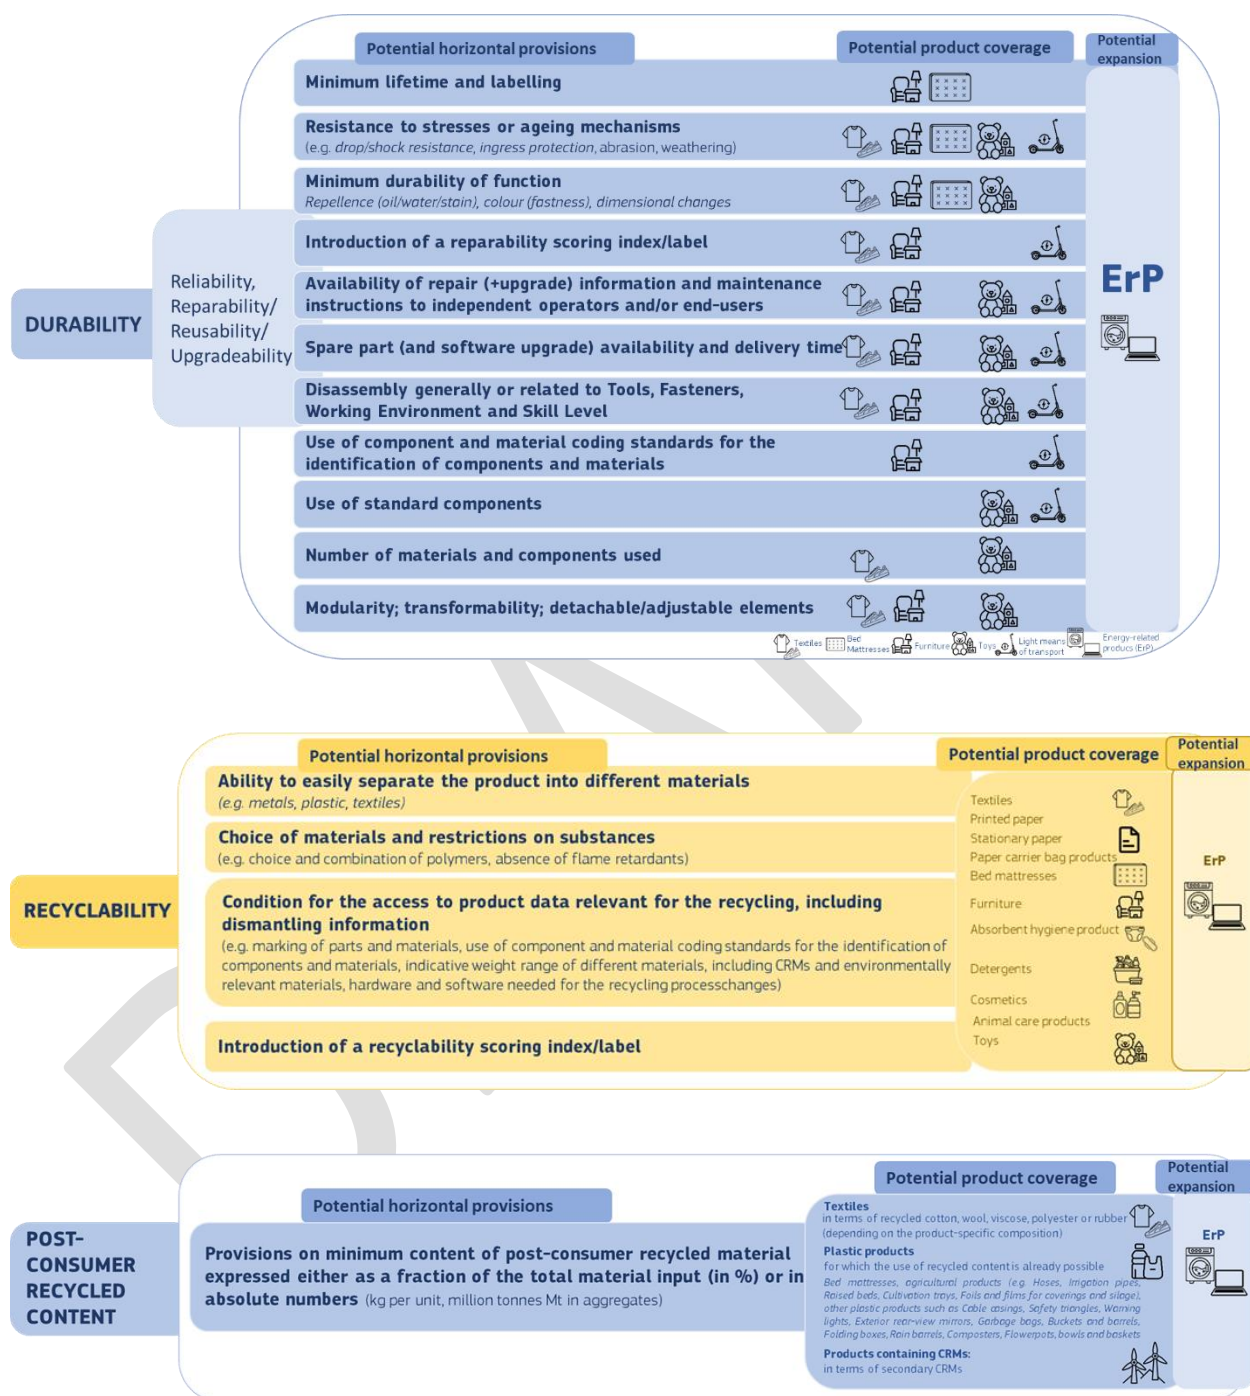 Potential horizontal provisions
Potential product coverage
Potential
expansion
Minimum lifetime and labelling
Resistance to stresses or ageing mechanisms
(e.g. drop/shock resistance, ingress protection, abrasion, weathering)
Minimum durability of function
Repellence (oil/water/stain), colour (fastness), dimensional changes
Introduction of a reparability scoring index/label
Availability of repair (+upgrade) information and maintenance
instructions to independent operators and/or end-users
Spare part (and software upgrade) availability and delivery time
Disassembly generally or related to Tools, Fasteners,
Working Environment and Skill Level
Use of component and material coding standards for the
identification of components and materials
Use of standard components
Number of materials and components used
Modularity; transformability; detachable/adjustable elements
DURABILITY
Reliability,
Reparability/
Reusability/
Upgradeability
ErP
Textiles
Bed
Mattresses
Furniture
Toys
Light means
of transport
Energy-related
producs (ErP)
Potential horizontal provisions
Potential product coverage
Potential
expansion
Ability to easily separate the product into different materials
(e.g. metals, plastic, textiles)
Choice of materials and restrictions on substances
(e.g. choice and combination of polymers, absence of flame retardants)
RECYCLABILITY
Condition for the access to product data relevant for the recycling, including
dismantling information
(e.g. marking of parts and materials, use of component and material coding standards for the identification of
components and materials, indicative weight range of different materials, including CRMs and environmentally
relevant materials, hardware and software needed for the recycling processchanges)
Introduction of a recyclability scoring index/label
Textiles
Printed paper
Stationary paper
Paper carrier bag products
Bed mattresses
Furniture
Absorbent hygiene product
Detergents
Cosmetics
Animal care products
Toys
ErP
Potential horizontal provisions
Potential product coverage
Potential
expansion
POST-
CONSUMER
RECYCLED
CONTENT
Provisions on minimum content of post-consumer recycled material
expressed either as a fraction of the total material input (in %) or in
absolute numbers (kg per unit, million tonnes Mt in aggregates)
Textiles
in terms of recycled cotton, wool, viscose, polyester or rubber
(depending on the product-specific composition)
Plastic products
for which the use of recycled content is already possible
Bed mattresses, agricultural products (e.g. Hoses, Irrigation pipes,
Raised beds, Cultivation trays, Foils and films for coverings and silage),
other plastic products such as Cable casings, Safety triangles, Warning
lights, Exterior rear-view mirrors, Garbage bags, Buckets and barrels,
Folding boxes, Rain barrels, Composters, Flowerpots, bowls and baskets
Products containing CRMs:
in terms of secondary CRMs
ErP